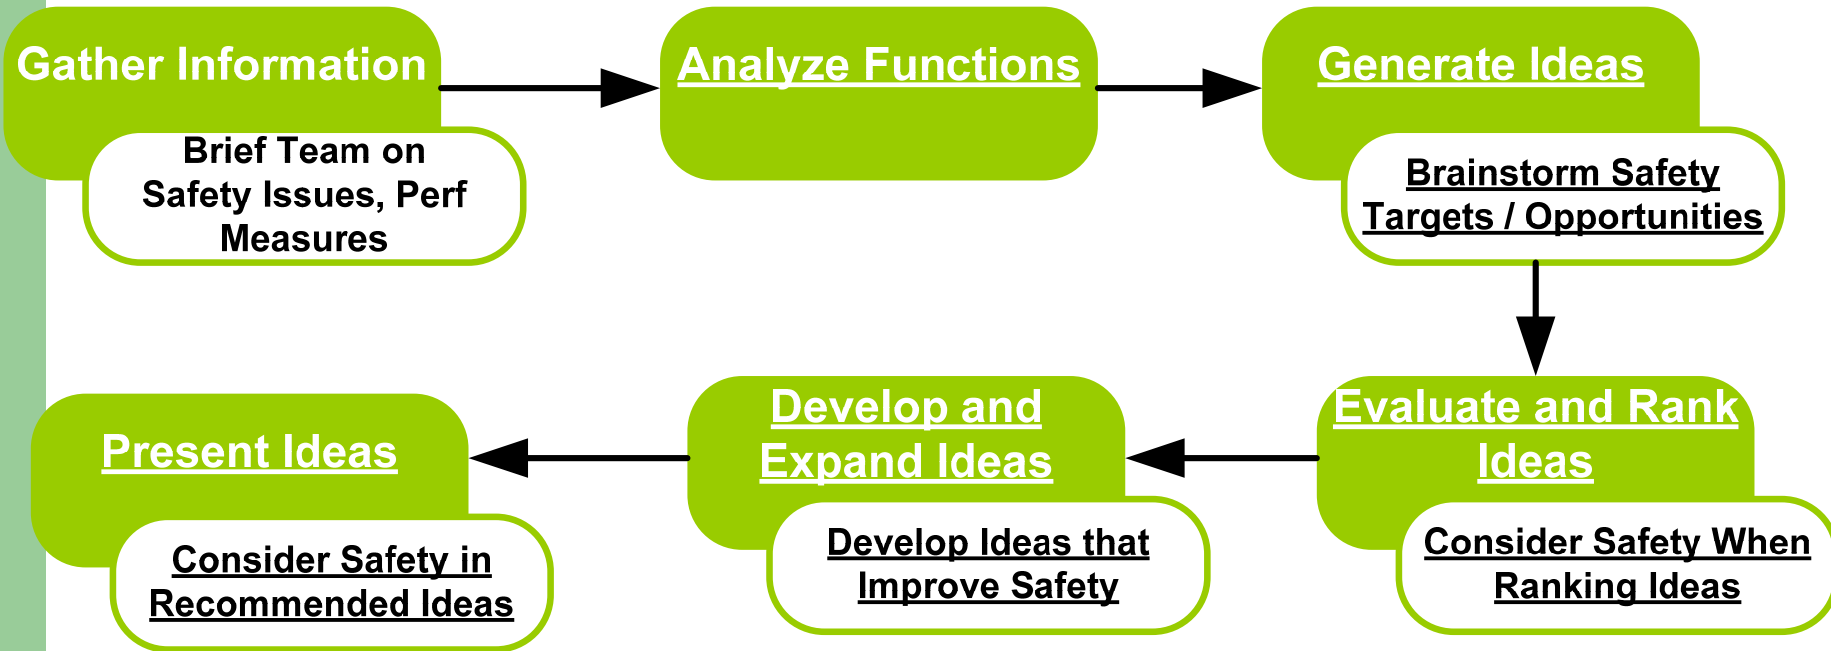 Gather Information
Brief Team on
Safety Issues, Perf
Measures
Analyze Functions
Generate Ideas
Brainstorm Safety
Targets / Opportunities
Evaluate and Rank
Ideas
Consider Safety When
Ranking Ideas
Develop and
Expand Ideas
Develop Ideas that
Improve Safety
Present Ideas
Consider Safety in
Recommended Ideas